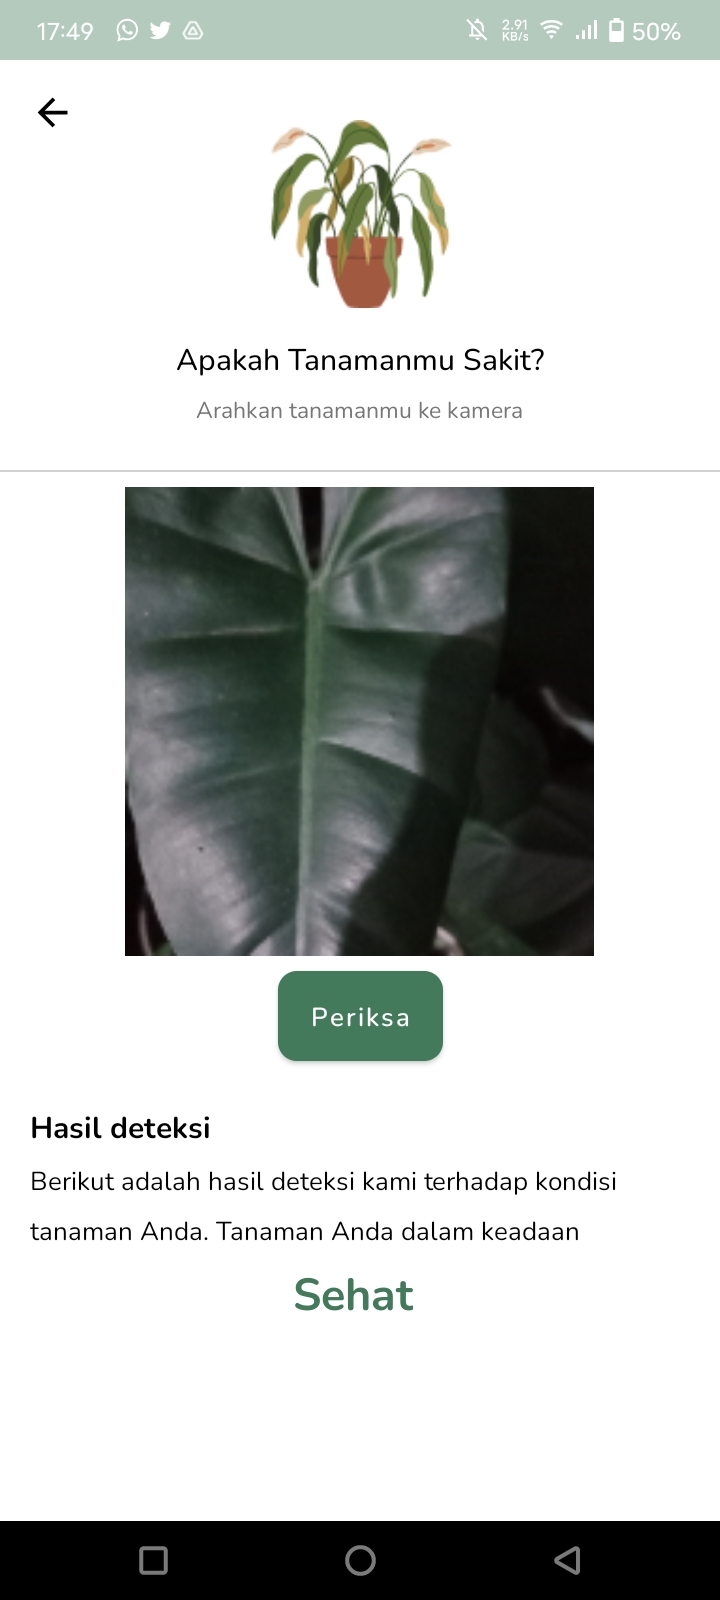 17:49
2.91
KB/s
50%
Apakah Tanamanmu Sakit?
Arahkan tanamanmu ke kamera
Periksa
Hasil deteksi
Berikut adalah hasil deteksi kami terhadap kondisi
tanaman Anda. Tanaman Anda dalam keadaan
Sehat